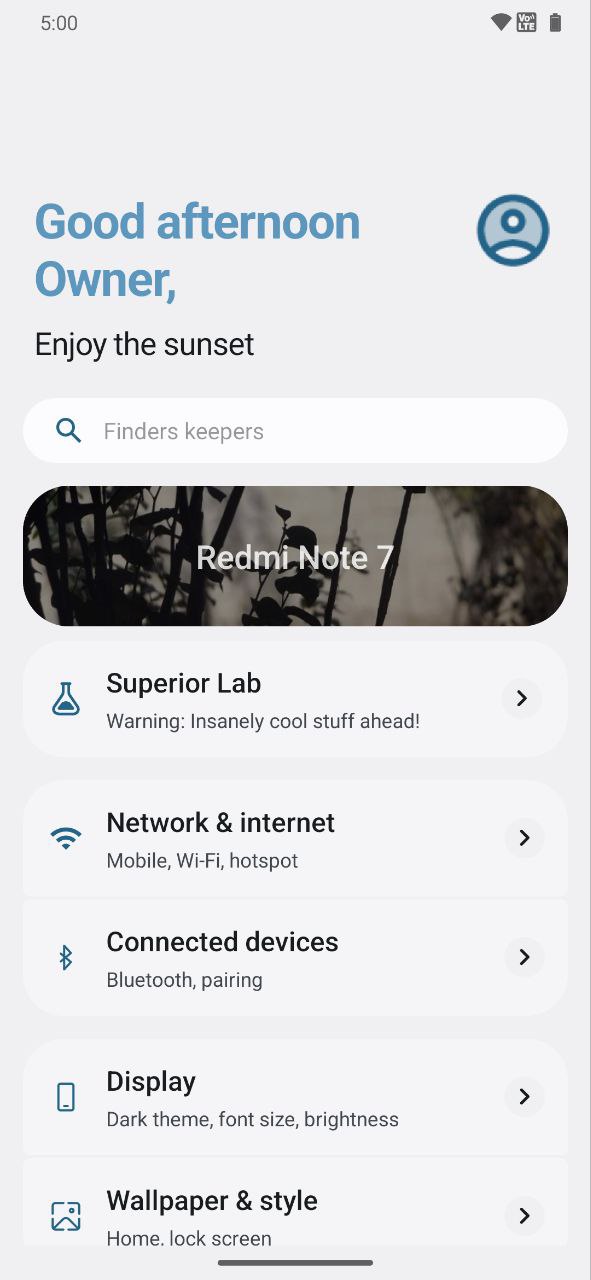 5:00
Vo))
LTE
Good afternoon
Owner,
Enjoy the sunset
Finders keepers
Redmi Note 7
Superior Lab
Warning: Insanely cool stuff ahead!
Network & internet
Mobile, Wi-Fi, hotspot
Connected devices
Bluetooth, pairing
Display
Dark theme, font size, brightness
Wallpaper & style
Home, lock screen